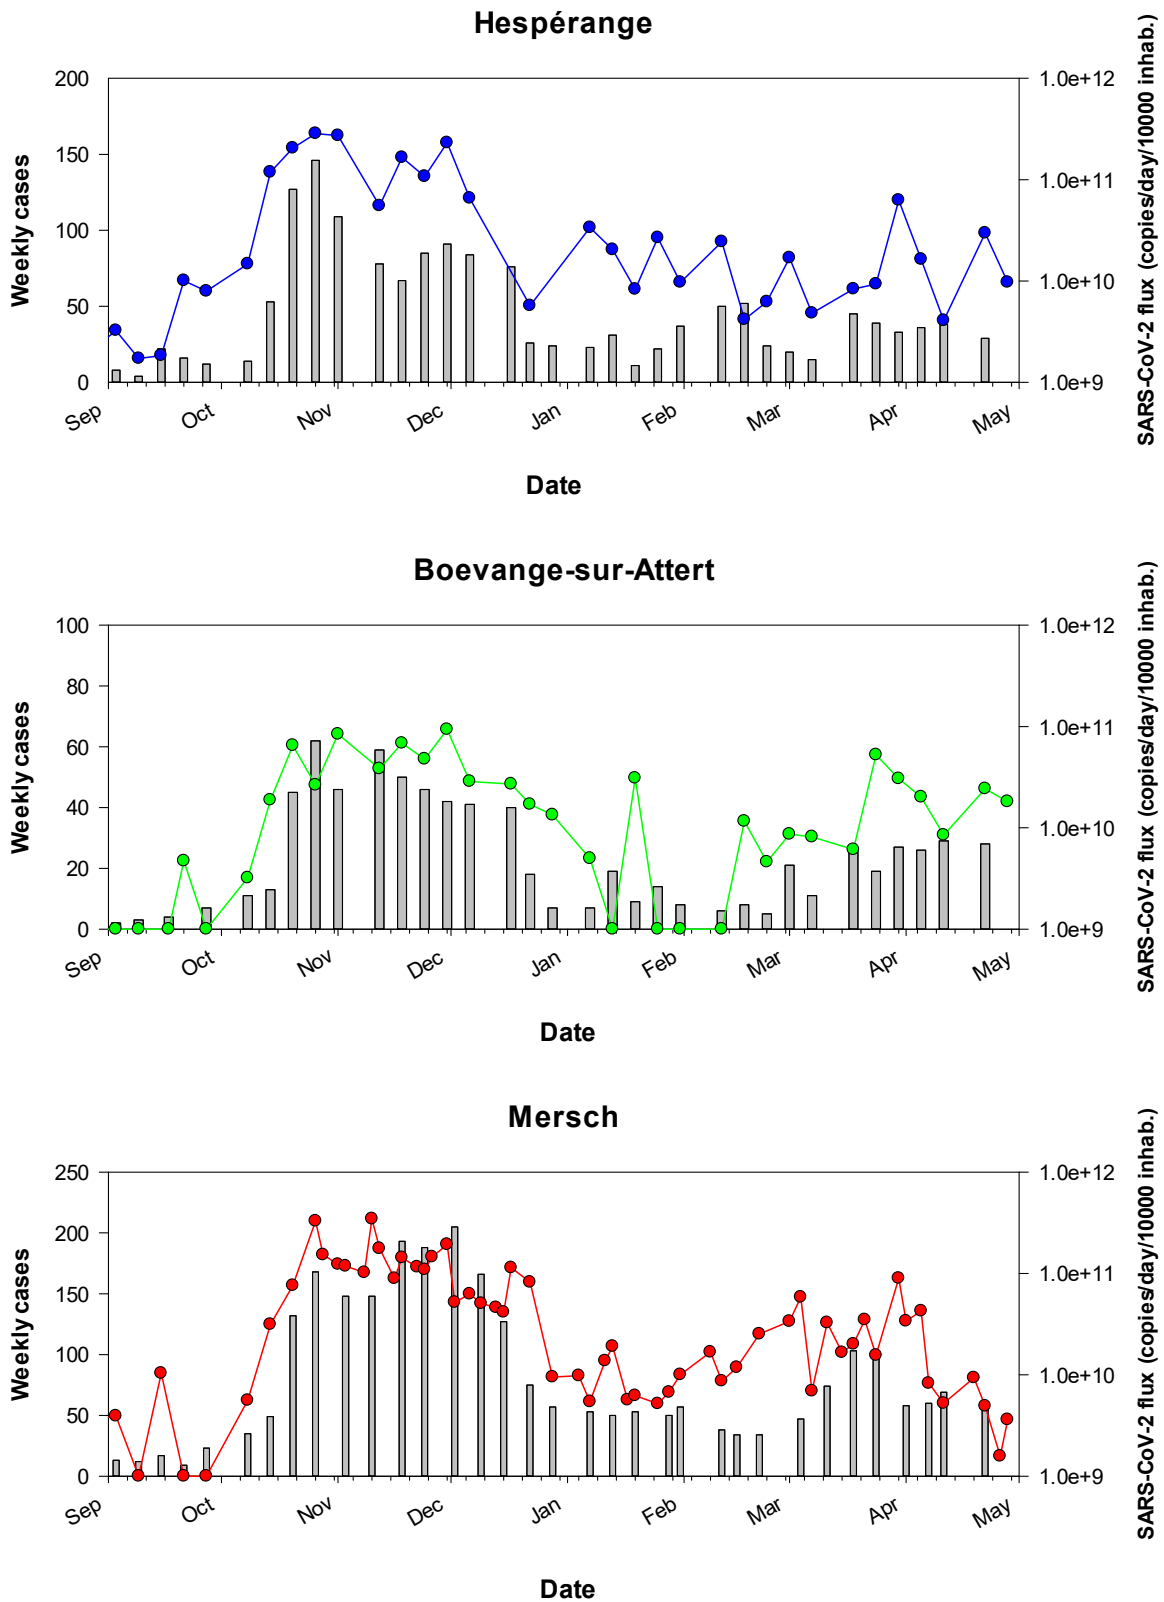 Hespérange
Weekly cases
200
150
100
50
0
SARS-CoV-2 flux (copies/day/10000 inhab.)
1.0e+12
1.0e+11
1.0e+10
1.0e+9
Sep Oct Nov Dec Jan Feb Mar Apr May
Date
Boevange-sur-Attert
Weekly cases
100
80
60
40
20
0
SARS-CoV-2 flux (copies/day/10000 inhab.)
1.0e+12
1.0e+11
1.0e+10
1.0e+9
Sep Oct Nov Dec Jan Feb Mar Apr May
Date
Mersch
Weekly cases
250
200
150
100
50
0
SARS-CoV-2 flux (copies/day/10000 inhab.)
1.0e+12
1.0e+11
1.0e+10
1.0e+9
Sep Oct Nov Dec Jan Feb Mar Apr May
Date